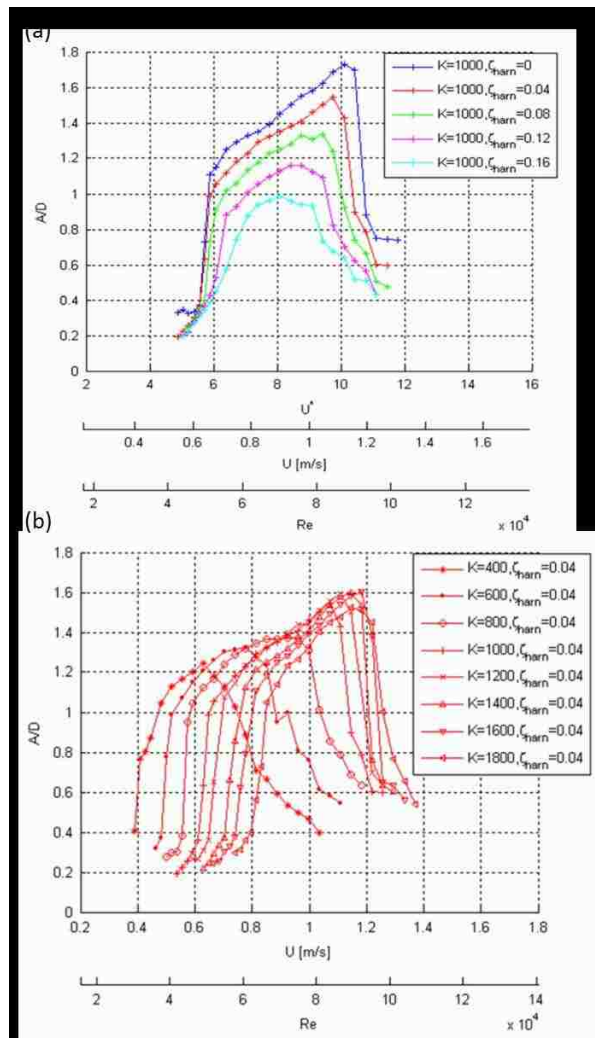 (a)
1.8
1.6
1.4
1.2
1
0.8
0.6
0.4
0.2
0
A/D
K=1000,ζharn=0
K=1000,ζharn=0.04
K=1000,ζharn=0.08
K=1000,ζharn=0.12
K=1000,ζharn=0.16
2 4 6 8 10 12 14 16
U*
0.4 0.6 0.8 1 1.2 1.4 1.6
U [m/s]
2 4 6 8 10 12
Re x 10^4
(b)
1.8
1.6
1.4
1.2
1
0.8
0.6
0.4
0.2
0
A/D
K=400,ζharn=0.04
K=600,ζharn=0.04
K=800,ζharn=0.04
K=1000,ζharn=0.04
K=1200,ζharn=0.04
K=1400,ζharn=0.04
K=1600,ζharn=0.04
K=1800,ζharn=0.04
0.2 0.4 0.6 0.8 1 1.2 1.4 1.6 1.8
U [m/s]
2 4 6 8 10 12 14
Re x 10^4